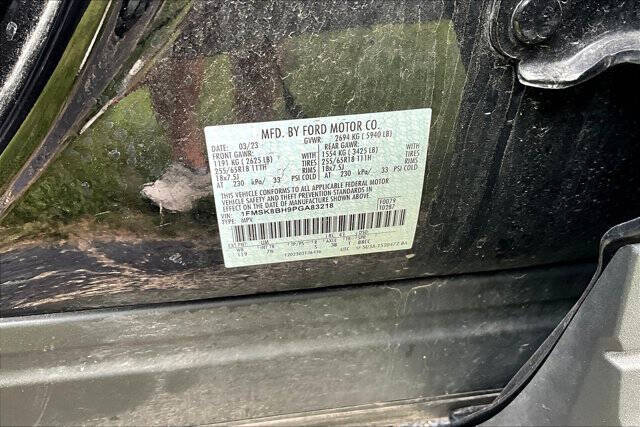 MFD. BY FORD MOTOR CO.
DATE: 03/23 GVWR: 2694 KG ( 5940 LB)
FRONT GAWR: REAR GAWR:
1191 KG ( 2625 LB) WITH 1554 KG ( 3425 LB) WITH
255/65R18 111H TIRES 255/65R18 111H TIRES
18x7.5J RIMS 18x7.5J RIMS
AT 230 kPa/ 33 PSI COLD AT 230 kPa/ 33 PSI COLD
THIS VEHICLE CONFORMS TO ALL APPLICABLE FEDERAL MOTOR
VEHICLE SAFETY AND THEFT PREVENTION STANDARDS IN
EFFECT ON THE DATE OF MANUFACTURE SHOWN ABOVE.
VIN: 1FMSK8BH9PGA83218 F0079
TYPE: MPV
UM
119